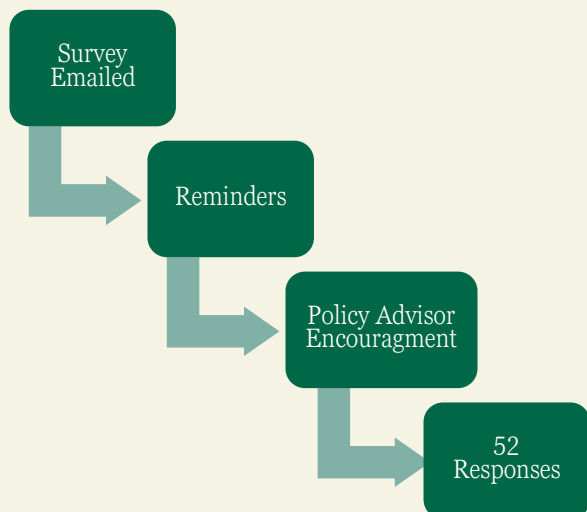 Survey
Emailed
Reminders
Policy Advisor
Encouragment
52
Responses